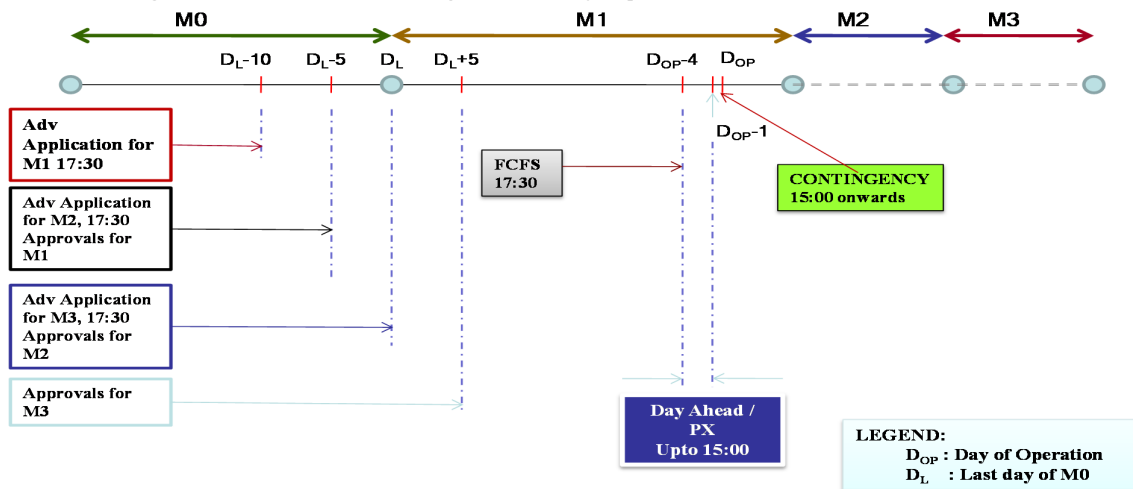 M0
M1
M2
M3
DL-10
DL-5
DL
DL+5
DOP-4
DOP
DOP-1
Adv
Application for
M1 17:30
FCFS
17:30
CONTINGENCY
15:00 onwards
Adv Application
for M2, 17:30
Approvals for
M1
Adv Application
for M3, 17:30
Approvals for
M2
Approvals for
M3
Day Ahead /
PX
Upto 15:00
LEGEND:
DOP : Day of Operation
DL : Last day of M0